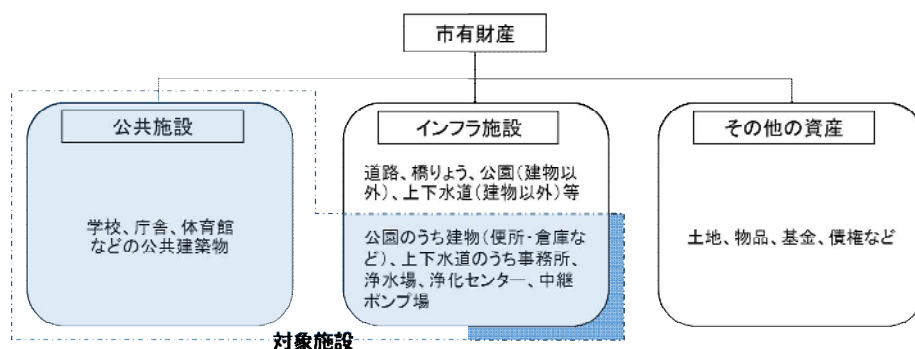 市有財産
公共施設
学校、庁舎、体育館
などの公共建築物
インフラ施設
道路、橋りょう、公園(建物以
外)、上下水道(建物以外)等
公園のうち建物(便所・倉庫な
ど)、上下水道のうち事務所、
浄水場、浄化センター、中継
ポンプ場
その他の資産
土地、物品、基金、債権など
対象施設